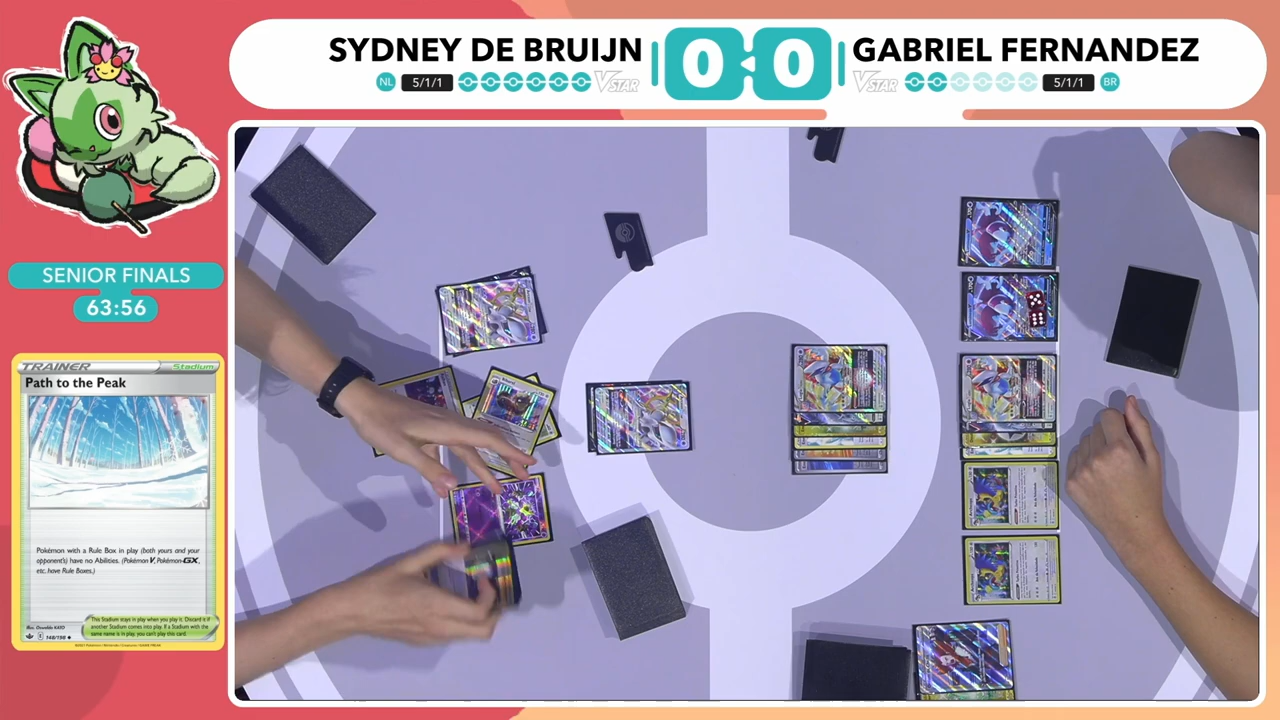 SYDNEY DE BRUIJN
0 0
GABRIEL FERNANDEZ
NL 5/1/1 VSTAR
VSTAR 5/1/1 BR
SENIOR FINALS
63:56
TRAINER Stadium
Path to the Peak
Pokémon with a Rule Box in play (both yours and your
opponent's) have no Abilities. (Pokémon V, Pokémon-GX,
etc. have Rule Boxes.)
This Stadium stays in play when you play it. Discard it if
another Stadium comes into play. If a Stadium with the
same name is in play, you can't play this card.
148/198